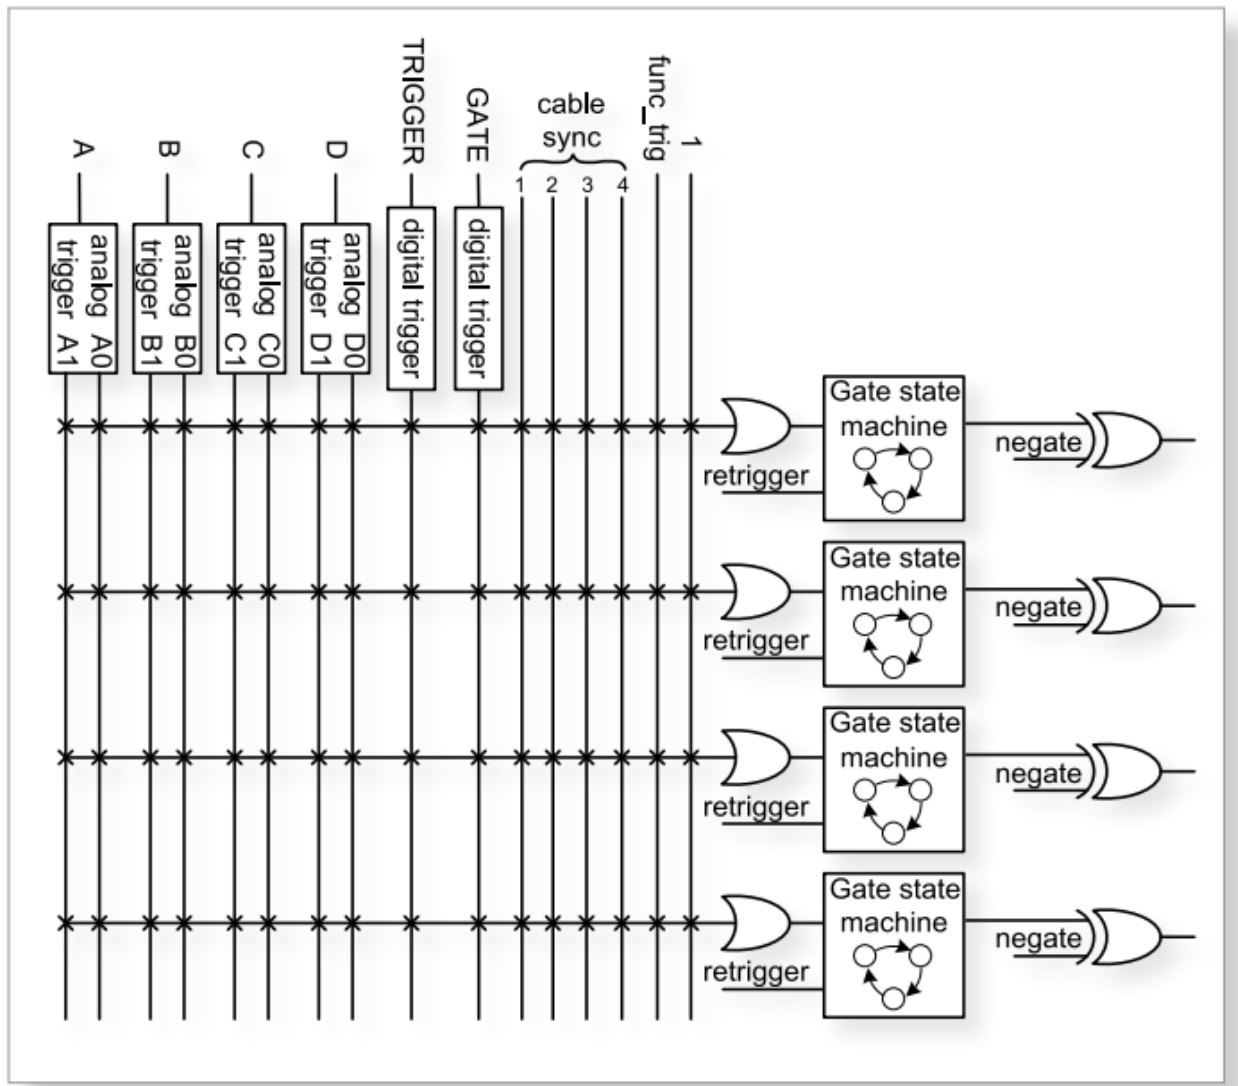 A
B
C
D
TRIGGER
GATE
cable
sync
1
2
3
4
func_trig
1
analog A0
trigger A1
analog B0
trigger B1
analog C0
trigger C1
analog D0
trigger D1
digital trigger
digital trigger
Gate state
machine
retrigger
negate
Gate state
machine
retrigger
negate
Gate state
machine
retrigger
negate
Gate state
machine
retrigger
negate